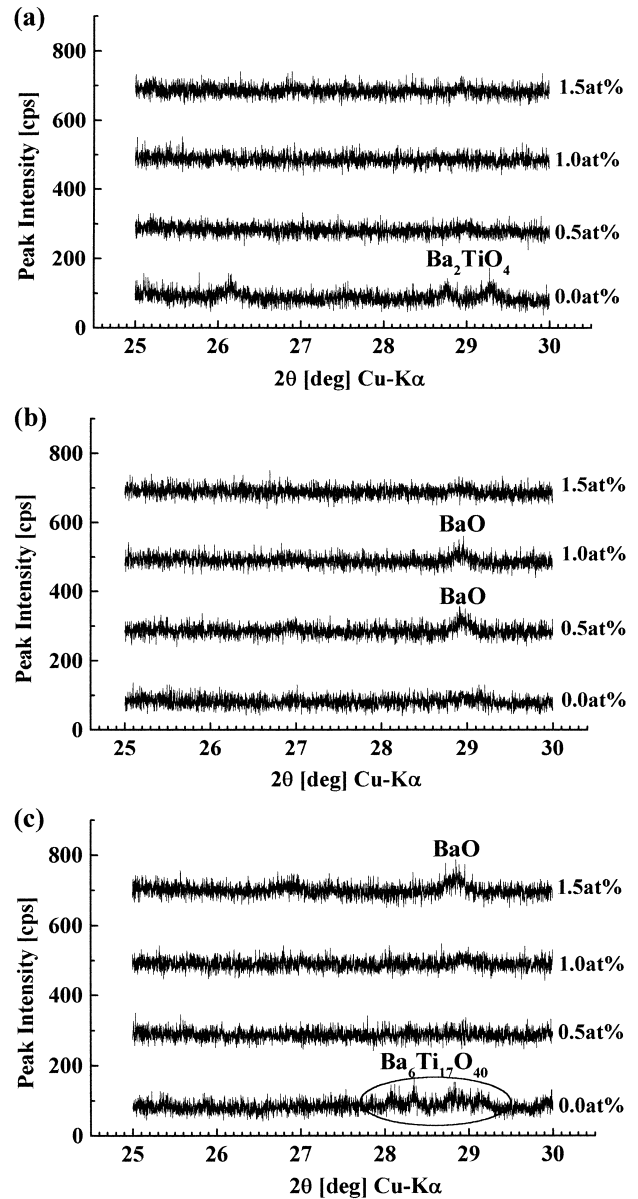 (a)
800
600
400
200
0
Peak Intensity [cps]
1.5at%
1.0at%
0.5at%
Ba₂TiO₄
0.0at%
25 26 27 28 29 30
2θ [deg] Cu-Kα
(b)
800
600
400
200
0
Peak Intensity [cps]
1.5at%
BaO
1.0at%
BaO
0.5at%
0.0at%
25 26 27 28 29 30
2θ [deg] Cu-Kα
(c)
800
600
400
200
0
Peak Intensity [cps]
BaO
1.5at%
1.0at%
0.5at%
Ba₆Ti₁₇O₄₀
0.0at%
25 26 27 28 29 30
2θ [deg] Cu-Kα